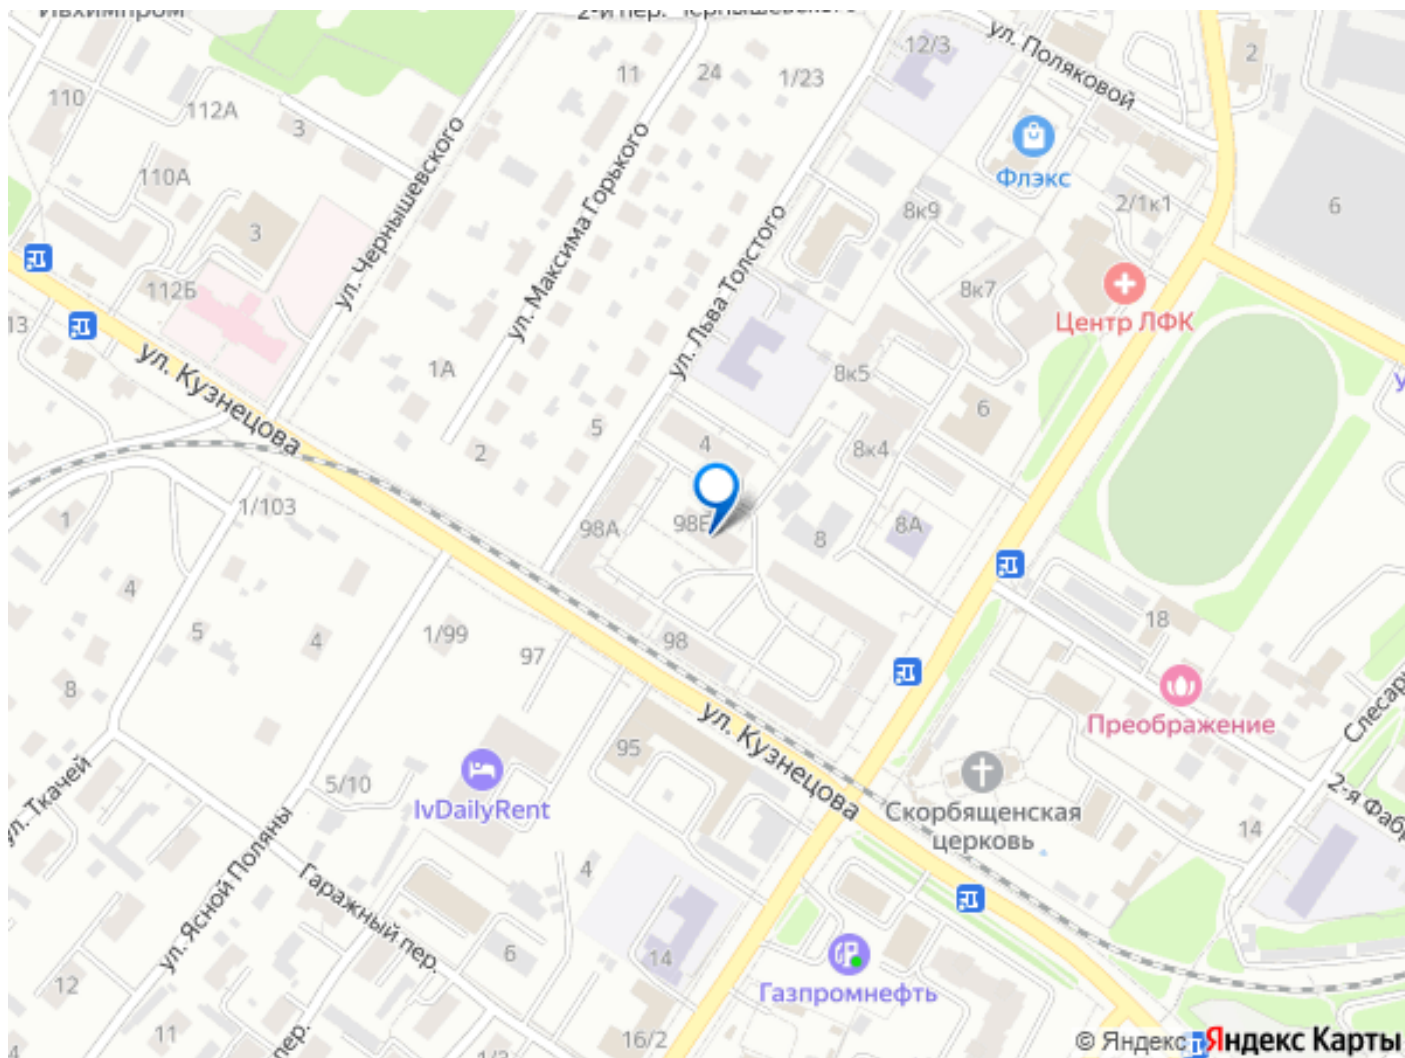 Ивхимпром
2-й пер. Чернышевского
ул. Поляковой
12/3
2
110
112А
3
11
24
1/23
Флэкс
110А
3
ул. Чернышевского
ул. Максима Горького
ул. Льва Толстого
8к9
2/1к1
6
112Б
8к7
Центр ЛФК
13
ул. Кузнецова
1А
8к5
6
5
4
8к4
2
1/103
98А
8
8А
1
4
5
4
1/99
97
98
18
8
ул. Кузнецова
Преображение
95
5/10
IvDailyRent
Скорбященская
церковь
14
ул. Ткачей
ул. Ясной Поляны
Гаражный пер.
4
6
14
12
11
Газпромнефть
16/2
1/3
пер.
© Яндекс
Яндекс Карты